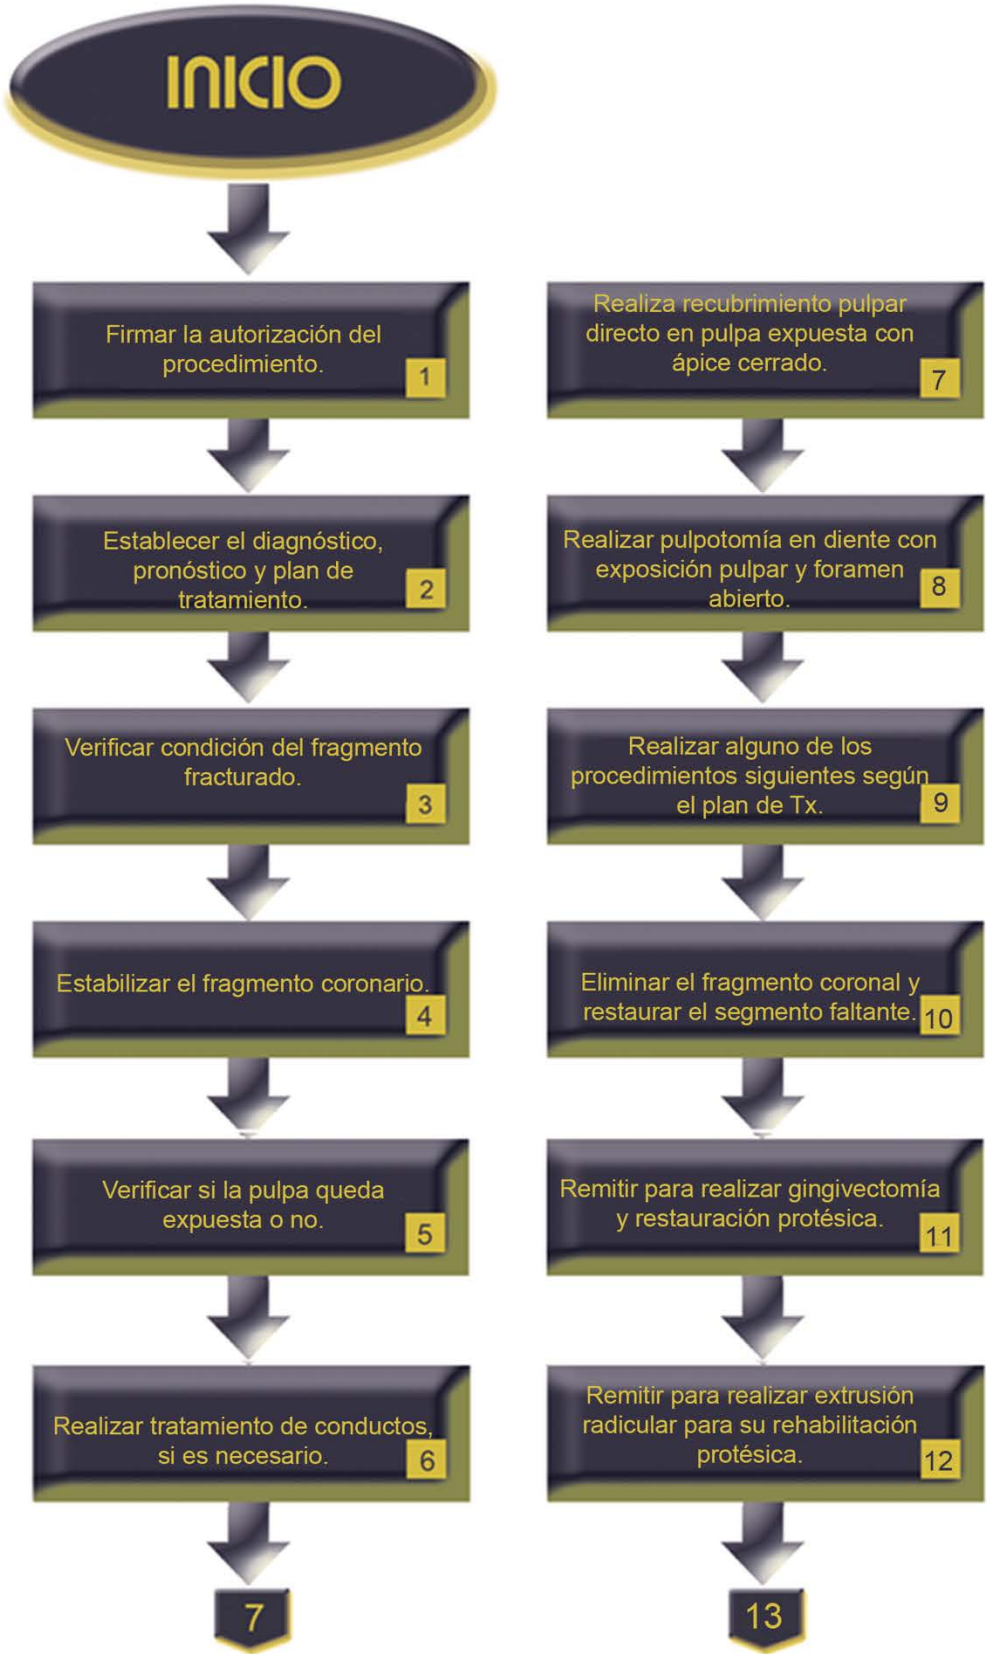 INICIO
Firmar la autorización del
procedimiento.
1
Establecer el diagnóstico,
pronóstico y plan de
tratamiento.
2
Verificar condición del fragmento
fracturado.
3
Estabilizar el fragmento coronario.
4
Verificar si la pulpa queda
expuesta o no.
5
Realizar tratamiento de conductos,
si es necesario.
6
7
Realiza recubrimiento pulpar
directo en pulpa expuesta con
ápice cerrado.
7
Realizar pulpotomía en diente con
exposición pulpar y foramen
abierto.
8
Realizar alguno de los
procedimientos siguientes según
el plan de Tx.
9
Eliminar el fragmento coronal y
restaurar el segmento faltante.
10
Remitir para realizar gingivectomía
y restauración protésica.
11
Remitir para realizar extrusión
radicular para su rehabilitación
protésica.
12
13